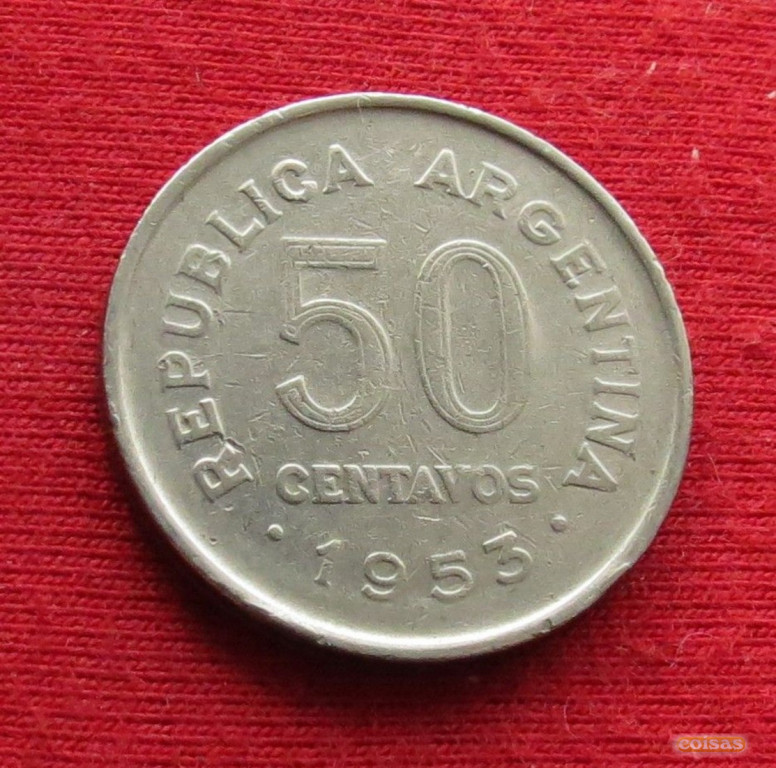 REPUBLICA ARGENTINA
50
CENTAVOS
• 1953 •
coisas